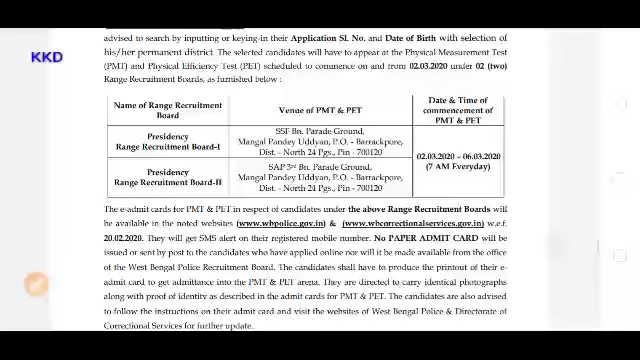 advised to search by inputting or keying-in their Application Sl. No. and Date of Birth with selection of
his/her permanent district. The selected candidates will have to appear at the Physical Measurement Test
(PMT) and Physical Efficiency Test (PET) scheduled to commence on and from 02.03.2020 under 02 (two)
Range Recruitment Boards, as furnished below :
KKD
Name of Range Recruitment Board
Venue of PMT & PET
Date & Time of commencement of PMT & PET
Presidency
Range Recruitment Board-I
SSF Bn. Parade Ground,
Mangal Pandey Uddyan, P.O. - Barrackpore,
Dist. - North 24 Pgs., Pin - 700120
02.03.2020 – 06.03.2020
(7 AM Everyday)
Presidency
Range Recruitment Board-II
SAP 3rd Bn. Parade Ground,
Mangal Pandey Uddyan, P.O. - Barrackpore,
Dist. - North 24 Pgs., Pin - 700120
The e-admit cards for PMT & PET in respect of candidates under the above Range Recruitment Boards will
be available in the noted websites (www.wbpolice.gov.in) & (www.wbcorrectionalservices.gov.in) w.e.f.
20.02.2020. They will get SMS alert on their registered mobile number. No PAPER ADMIT CARD will be
issued or sent by post to the candidates who have applied online nor will it be made available from the office
of the West Bengal Police Recruitment Board. The candidates shall have to produce the printout of their e-
admit card to get admittance into the PMT & PET arena. They are directed to carry identical photographs
along with proof of identity as described in the admit cards for PMT & PET. The candidates are also advised
to follow the instructions on their admit card and visit the websites of West Bengal Police & Directorate of
Correctional Services for further update.